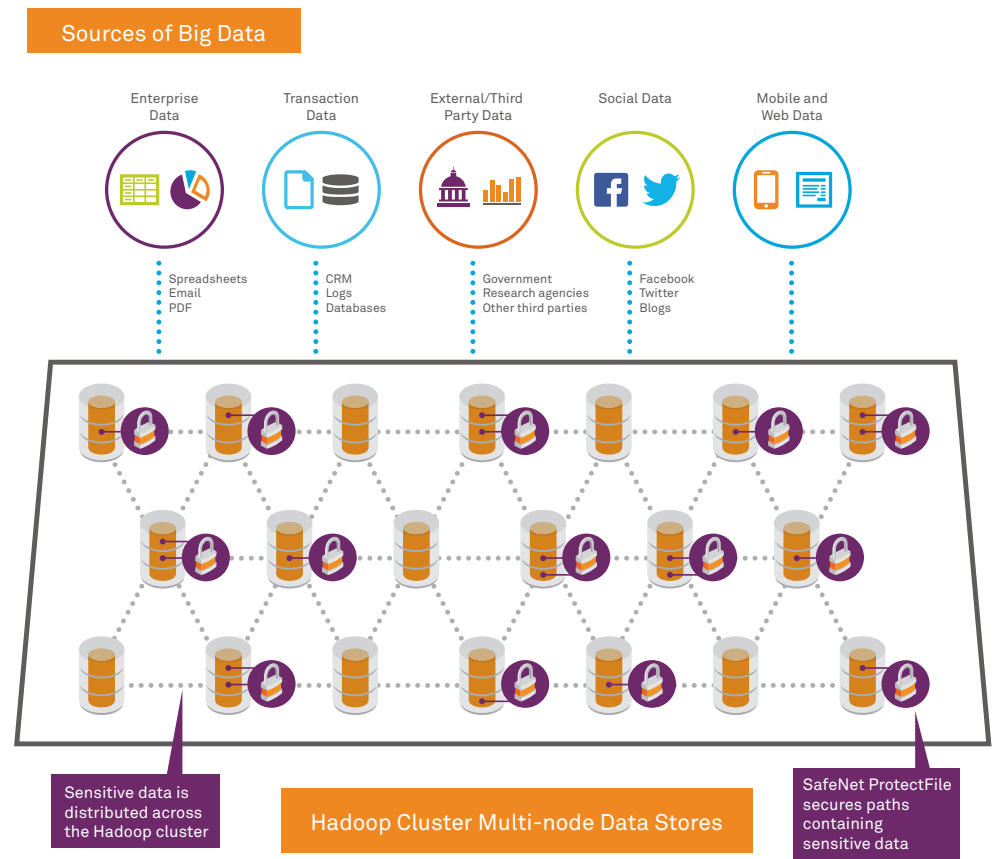 Sources of Big Data
Enterprise
Data
Transaction
Data
External/Third
Party Data
Social Data
Mobile and
Web Data
Spreadsheets
Email
PDF
CRM
Logs
Databases
Government
Research agencies
Other third parties
Facebook
Twitter
Blogs
Sensitive data is
distributed across
the Hadoop cluster
Hadoop Cluster Multi-node Data Stores
SafeNet ProtectFile
secures paths
containing
sensitive data